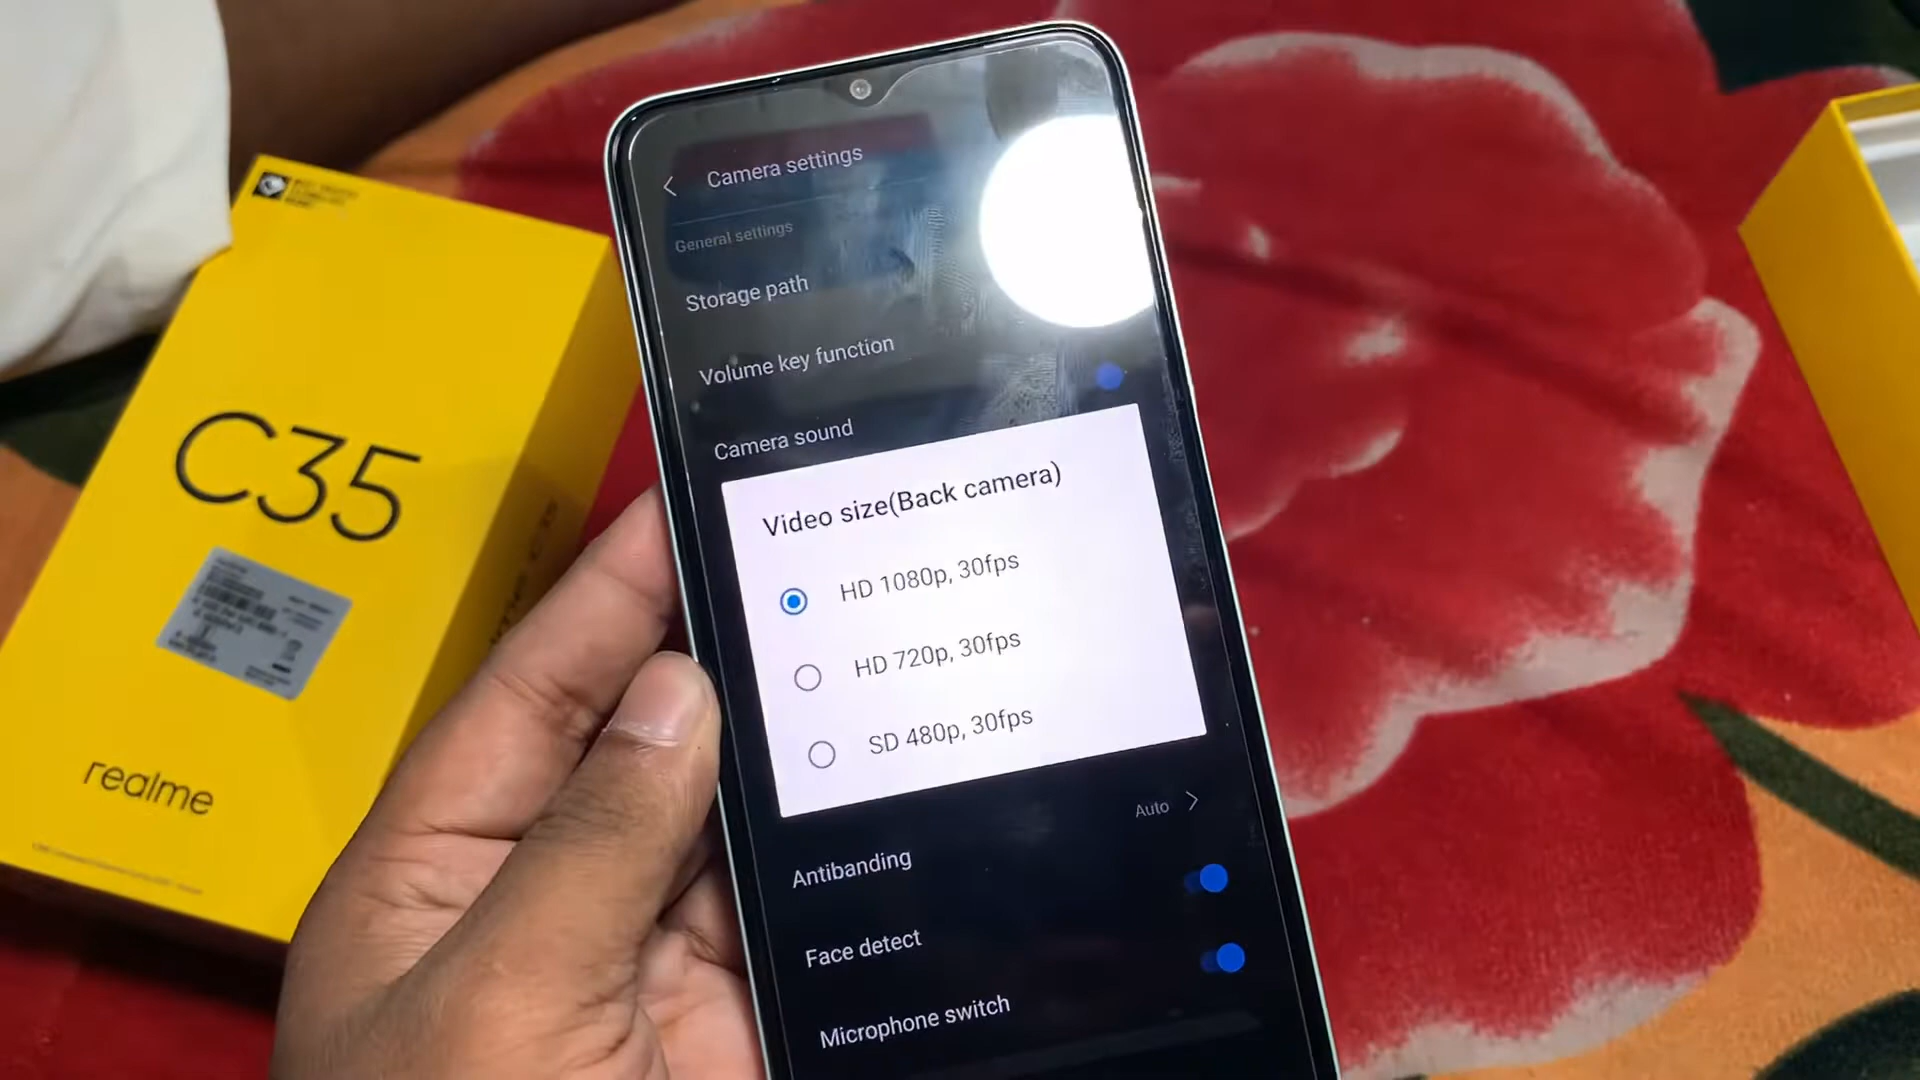 C35
realme
Camera settings
General settings
Storage path
Volume key function
Camera sound
Video size(Back camera)
HD 1080p, 30fps
HD 720p, 30fps
SD 480p, 30fps
Auto
Antibanding
Face detect
Microphone switch